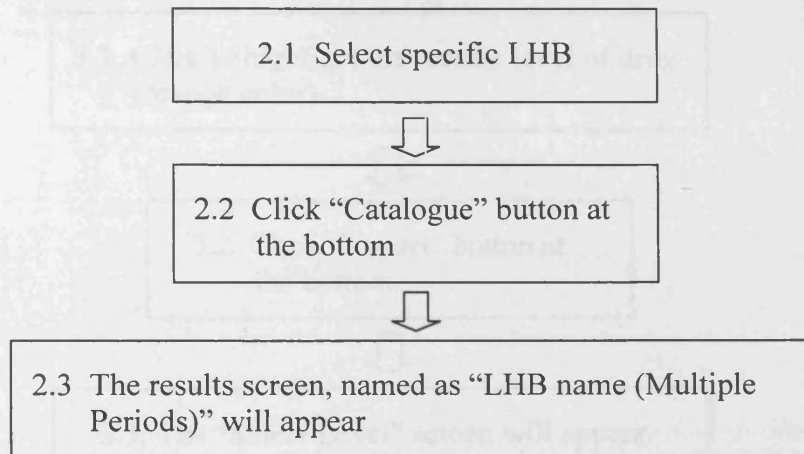 2.1 Select specific LHB
2.2 Click “Catalogue” button at
the bottom
2.3 The results screen, named as “LHB name (Multiple
Periods)” will appear